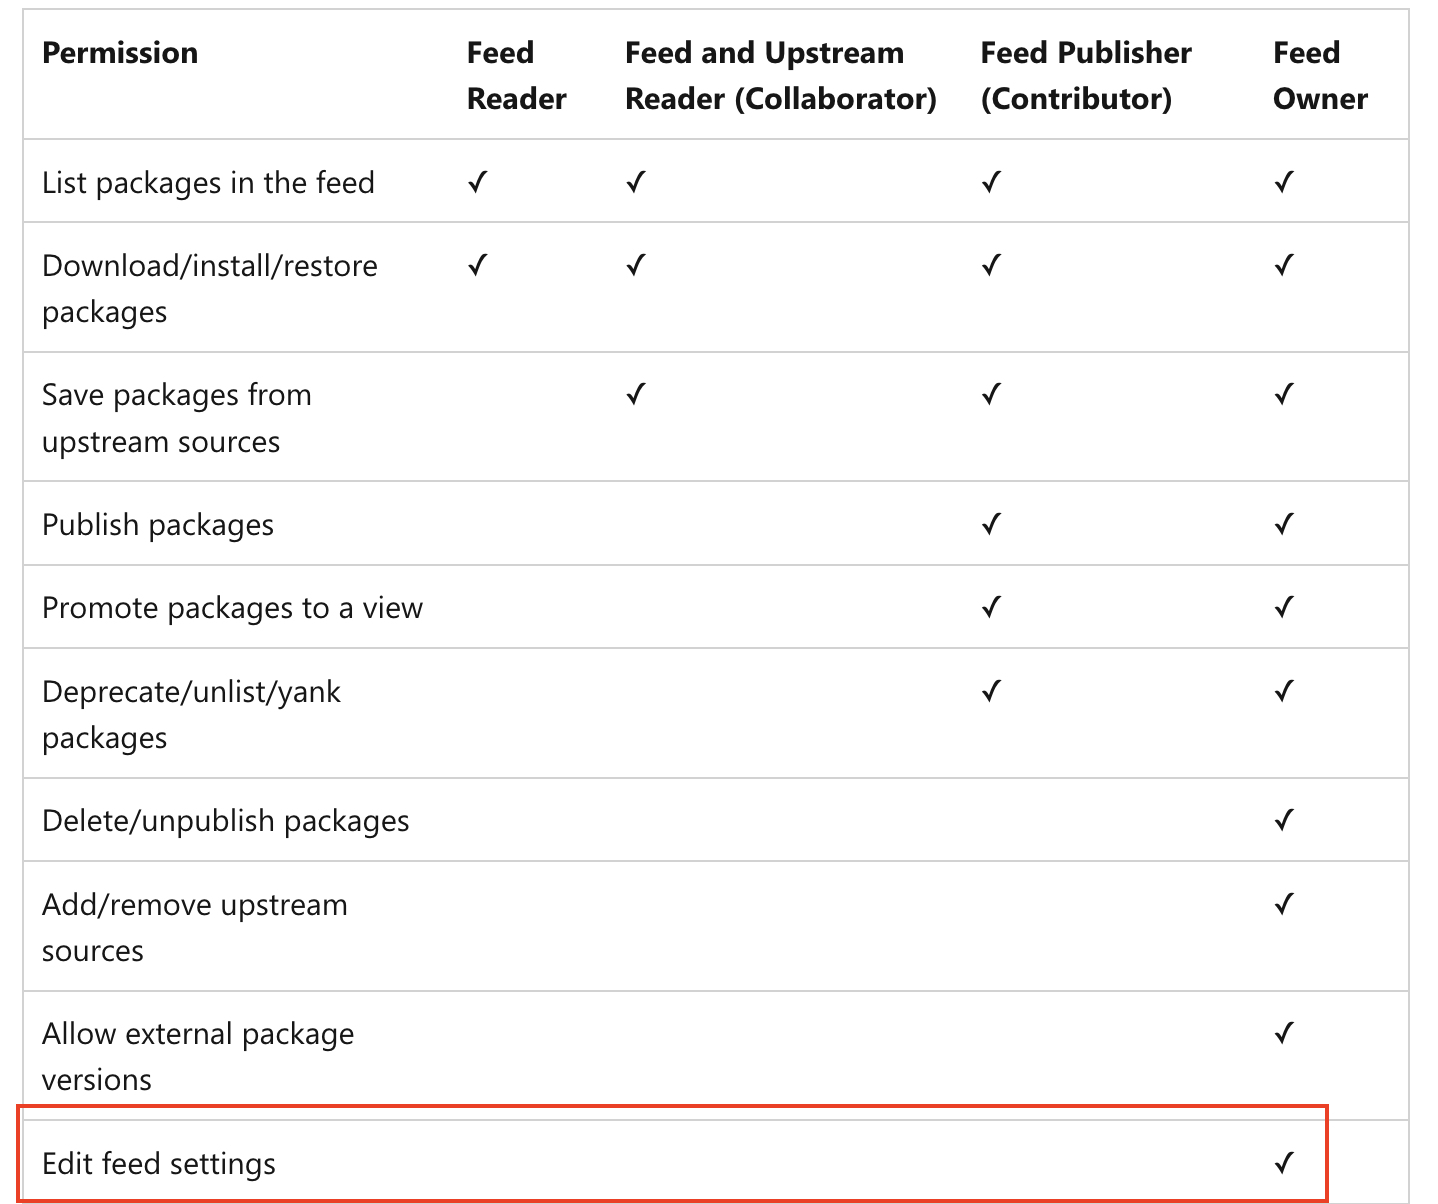 Permission Feed Reader Feed and Upstream Reader (Collaborator) Feed Publisher (Contributor) Feed Owner
List packages in the feed ✓ ✓ ✓ ✓
Download/install/restore ✓ ✓ ✓ ✓
packages
Save packages from ✓ ✓ ✓
upstream sources
Publish packages ✓ ✓
Promote packages to a view ✓ ✓
Deprecate/unlist/yank ✓ ✓
packages
Delete/unpublish packages ✓
Add/remove upstream ✓
sources
Allow external package ✓
versions
Edit feed settings ✓